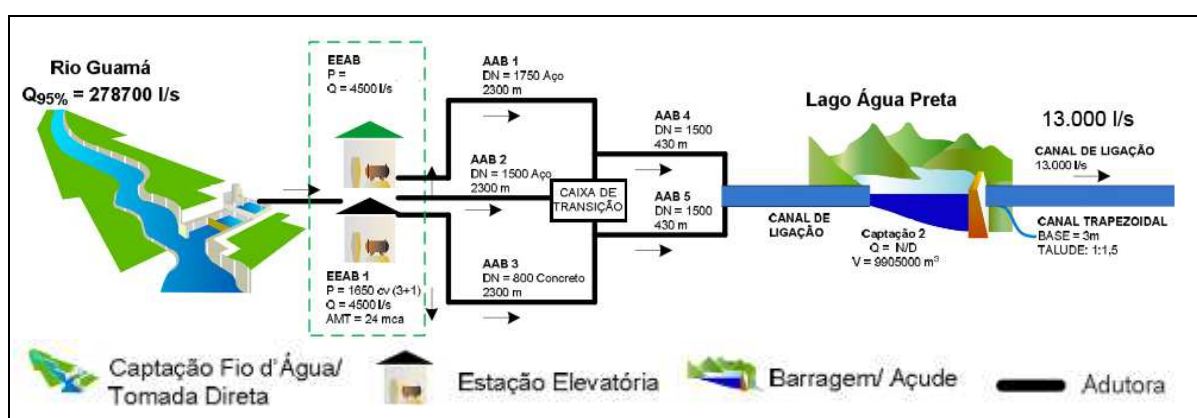 Rio Guamá
Q95% = 278700 l/s
EEAB
P =
Q = 4500 l/s
EEAB 1
P = 1650 cv (3+1)
Q = 4500 l/s
AMT = 24 mca
AAB 1
DN = 1750 Aço
2300 m
AAB 2
DN = 1500 Aço
2300 m
CAIXA DE
TRANSIÇÃO
AAB 3
DN = 800 Concreto
2300 m
AAB 4
DN = 1500
430 m
AAB 5
DN = 1500
430 m
CANAL DE
LIGAÇÃO
Lago Água Preta
Captação 2
Q = N/D
V = 9905000 m³
13.000 l/s
CANAL DE LIGAÇÃO
13.000 l/s
CANAL TRAPEZOIDAL
BASE = 3m
TALUDE: 1:1,5
Captação Fio d'Água/
Tomada Direta
Estação Elevatória
Barragem/ Açude
Adutora